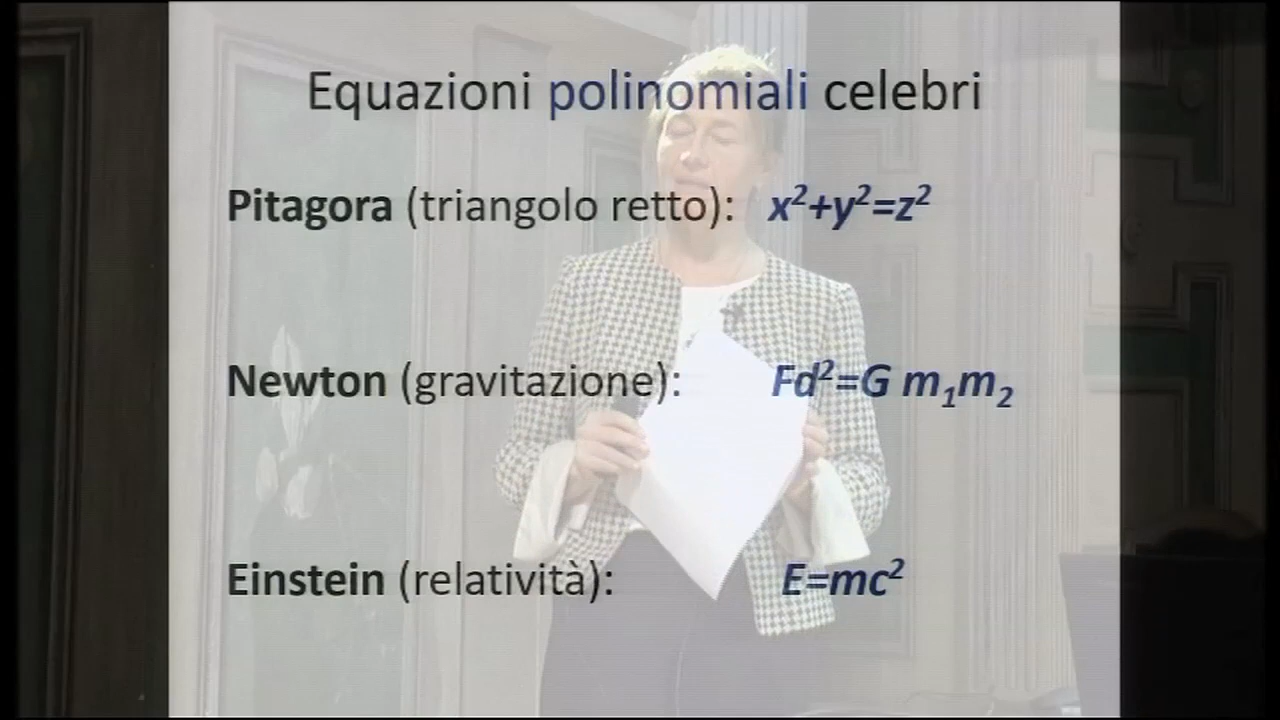 Equazioni polinomiali celebri
Pitagora (triangolo retto): x²+y²=z²
Newton (gravitazione): Fd²=G m₁m₂
Einstein (relatività): E=mc²